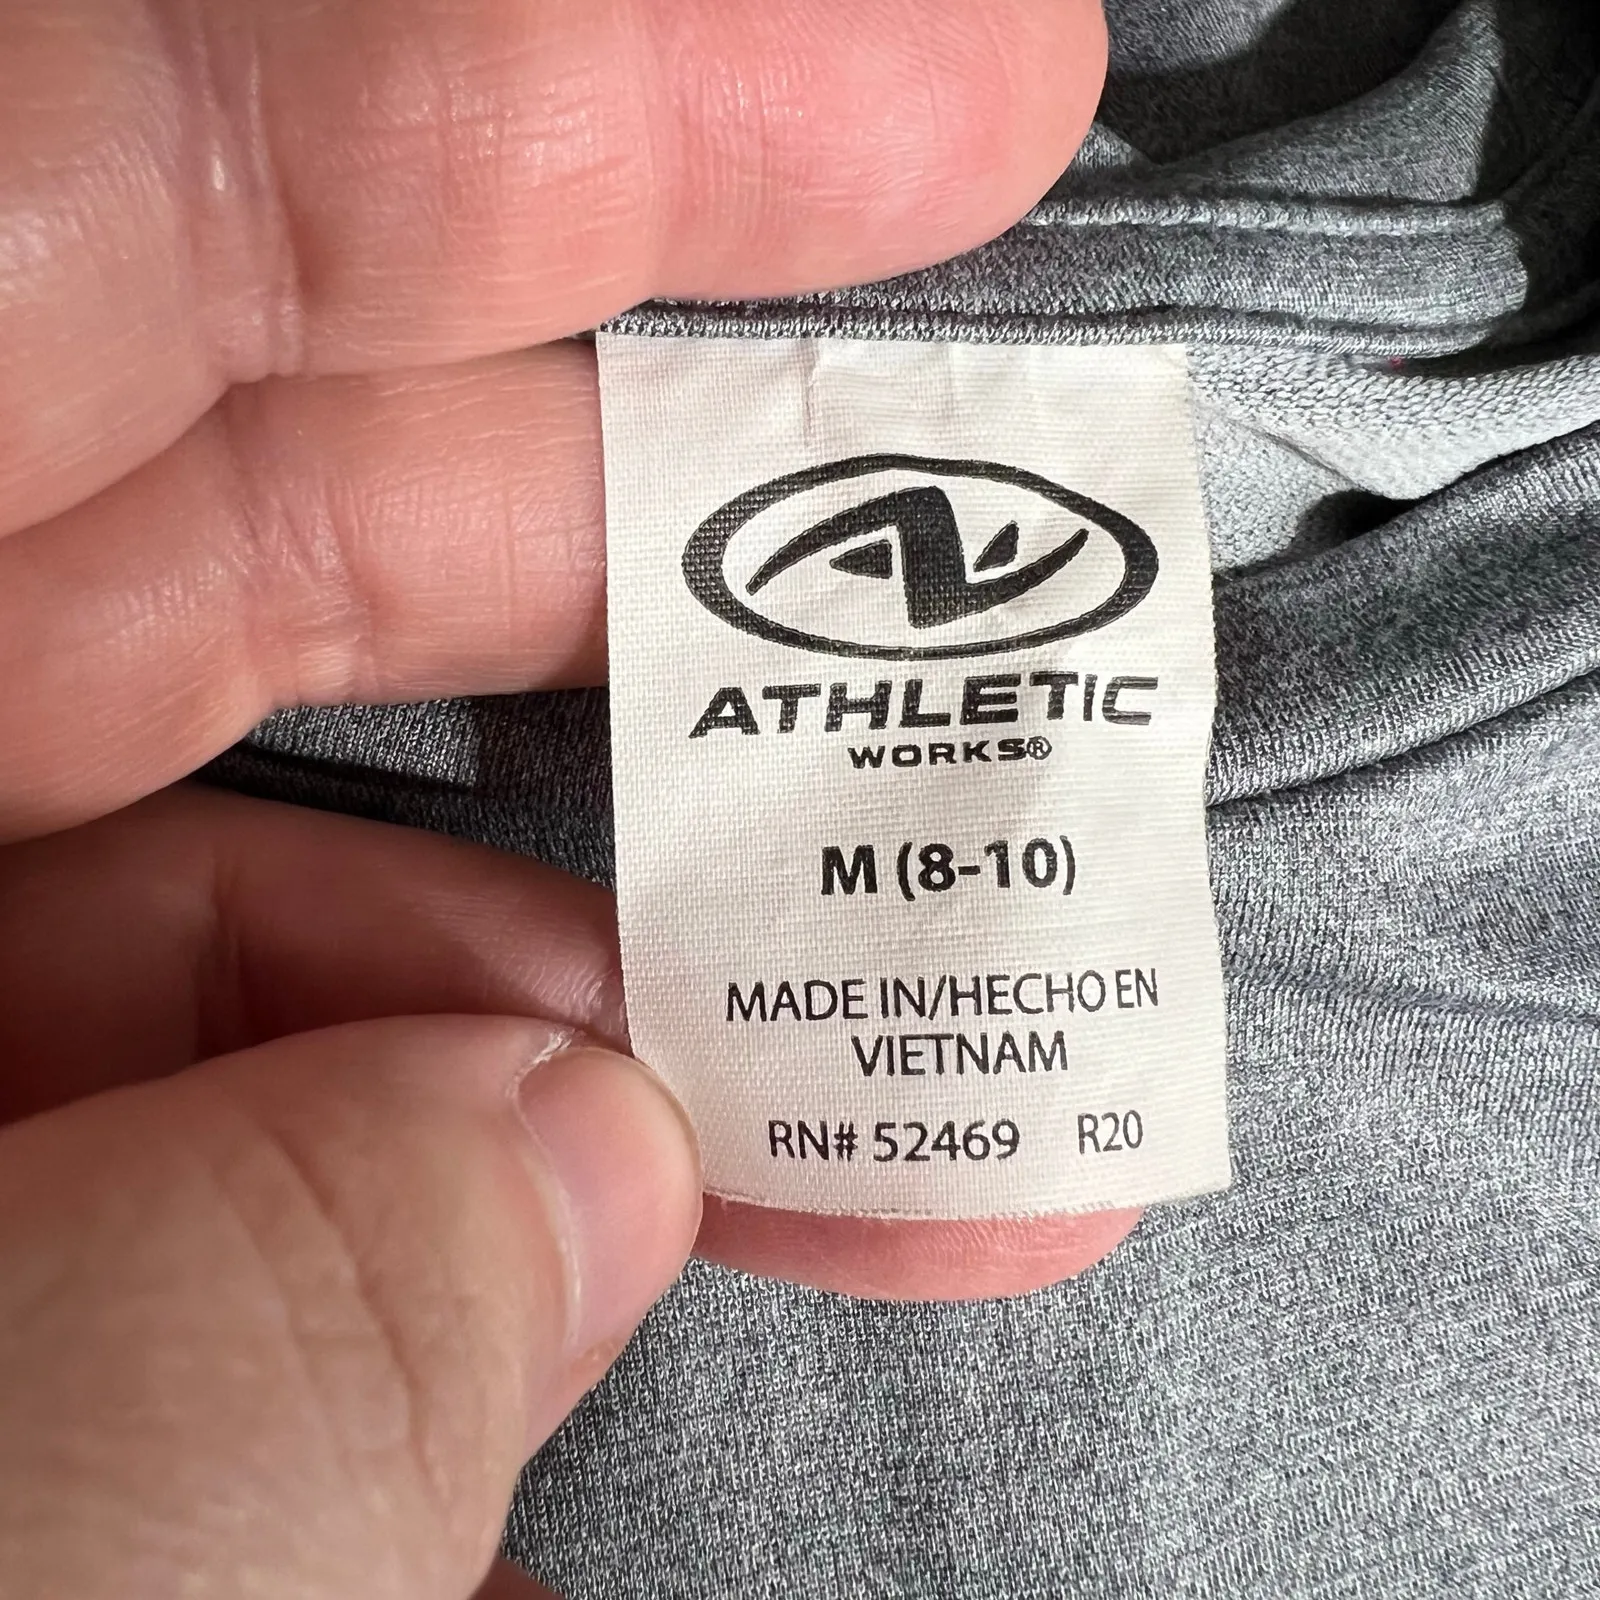 ATHLETIC
WORKS®
M (8-10)
MADE IN/HECHO EN
VIETNAM
RN# 52469 R20